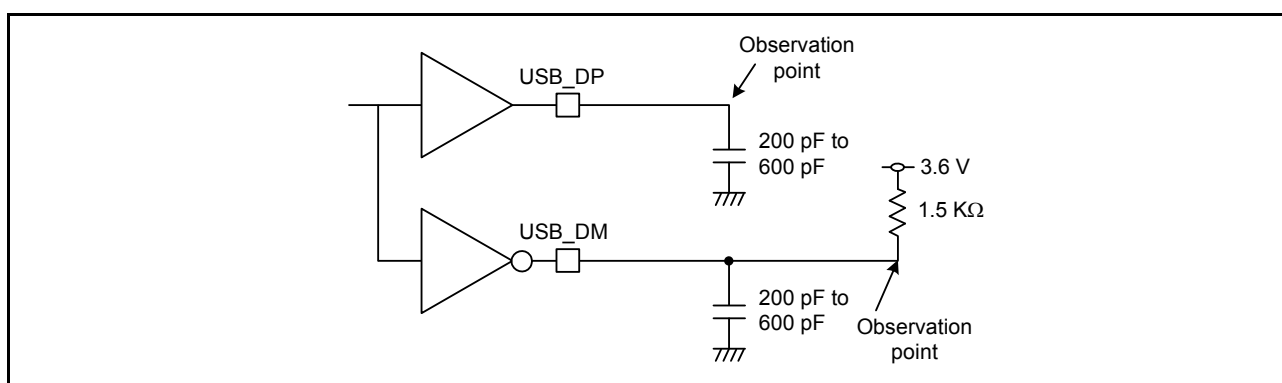 Observation
point
USB_DP
200 pF to
600 pF
3.6 V
1.5 KΩ
USB_DM
200 pF to
600 pF
Observation
point